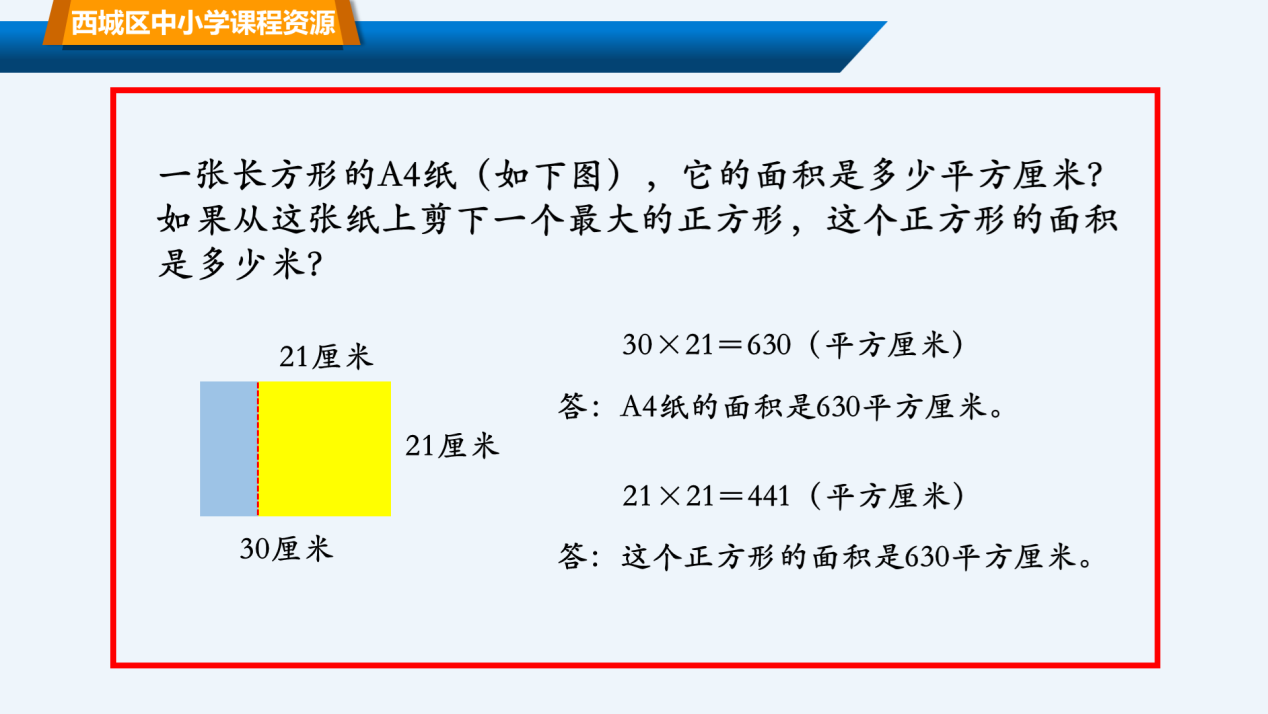 西城区中小学课程资源
一张长方形的A4纸（如下图），它的面积是多少平方厘米？
如果从这张纸上剪下一个最大的正方形，这个正方形的面积
是多少米？
21厘米
30×21＝630（平方厘米）
答：A4纸的面积是630平方厘米。
21厘米
21×21＝441（平方厘米）
30厘米
答：这个正方形的面积是630平方厘米。